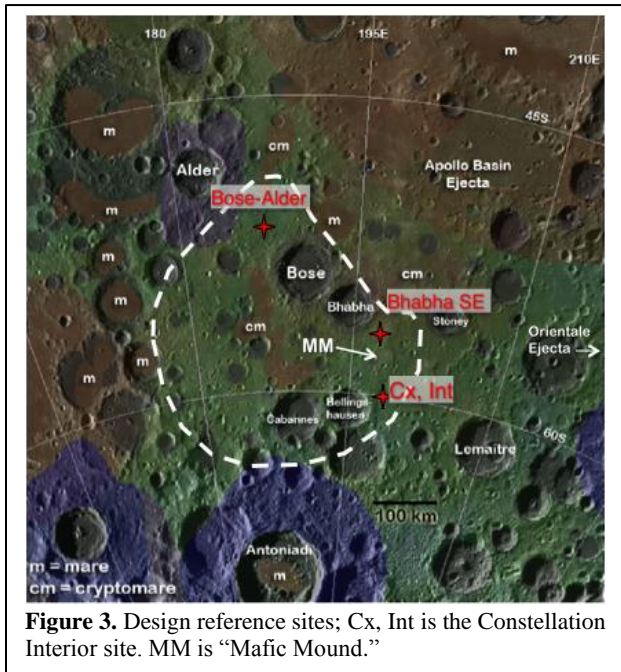 180
195E
210E
m
m
45S
cm
Alder
Apollo Basin
Ejecta
Bose-Alder
m
m
Bose
cm
m
Bhabha
Bhabha SE
Stoney
cm
Orientale
Ejecta
MM
m
m
Cx, Int
Bellings
hausen
Cabannes
Lemaitre
60S
100 km
Antoniadi
m
m = mare
cm = cryptomare
Figure 3. Design reference sites; Cx, Int is the Constellation
Interior site. MM is “Mafic Mound.”